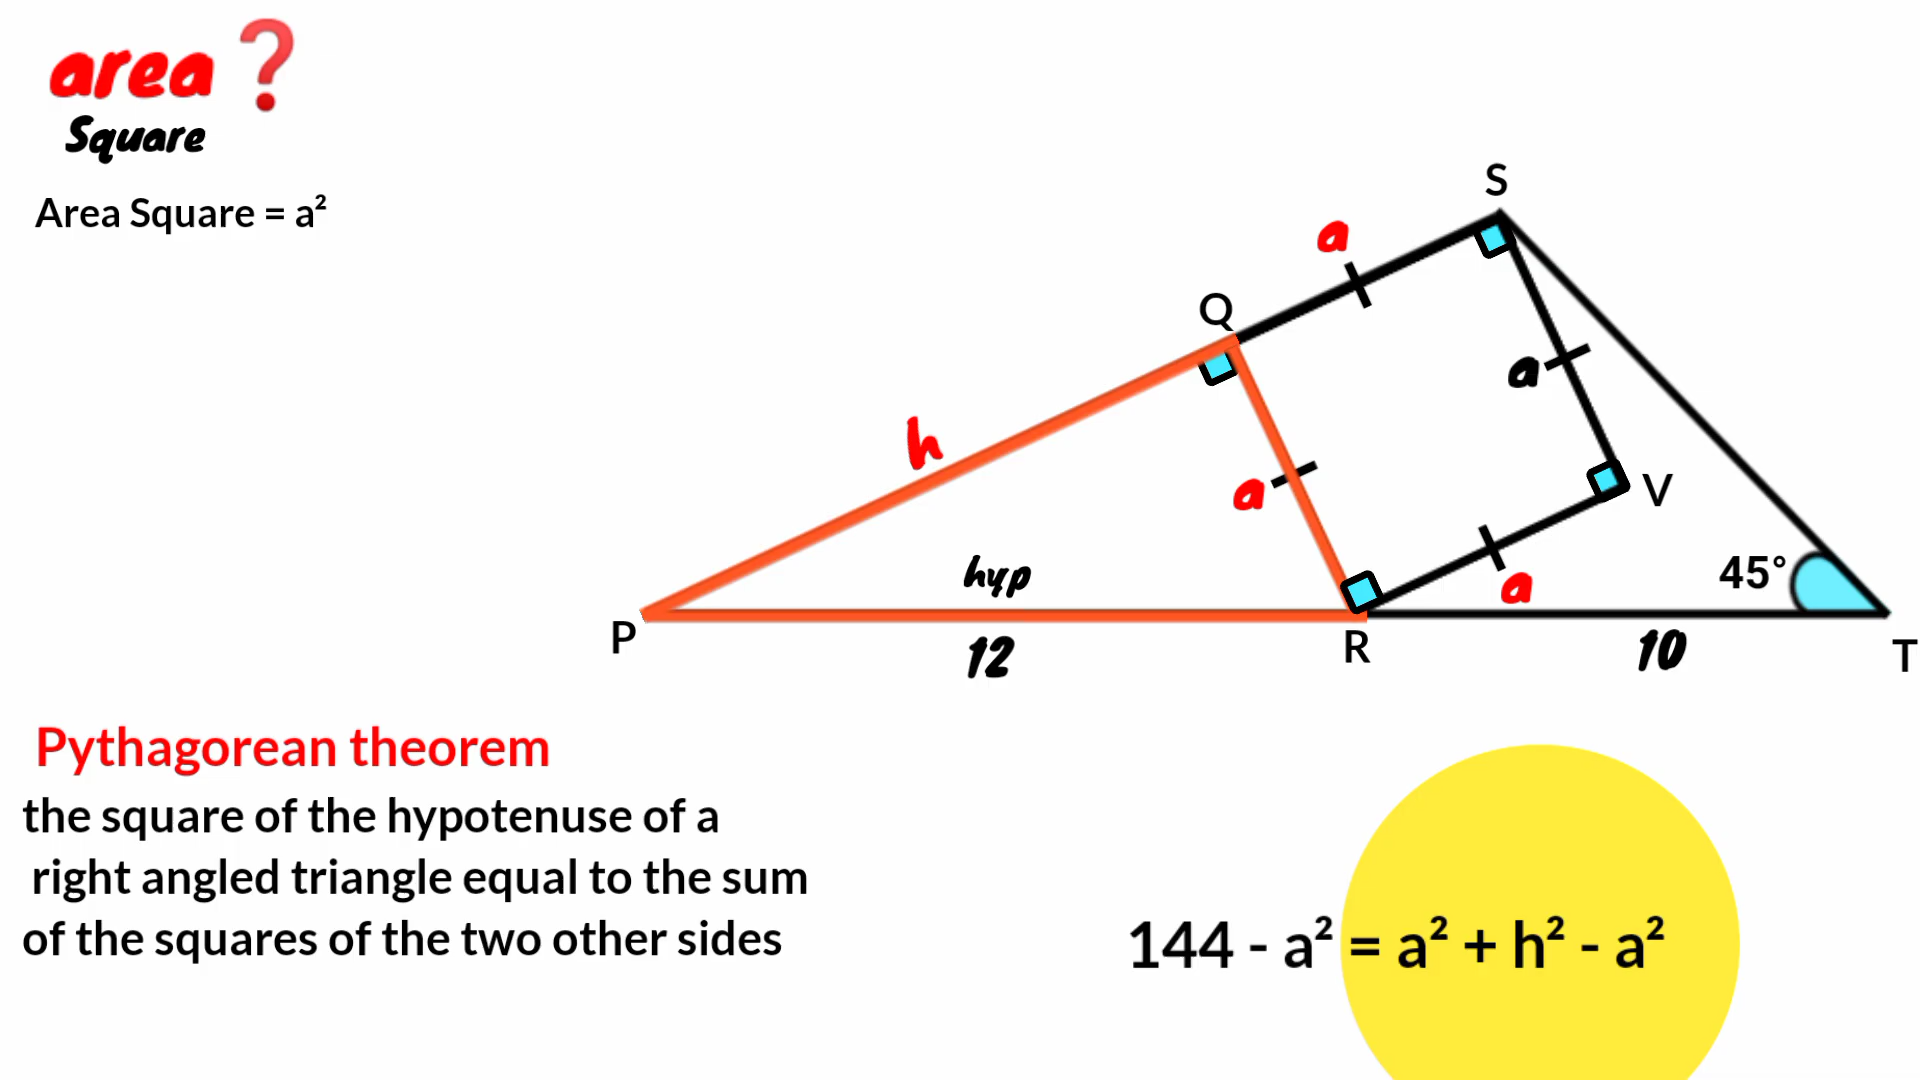 area❓
Square
Area Square = a²
S
a
Q
a
h
a
V
45°
hyp
a
P
12
R
10
T
Pythagorean theorem
the square of the hypotenuse of a
right angled triangle equal to the sum
of the squares of the two other sides
144 - a² = a² + h² - a²